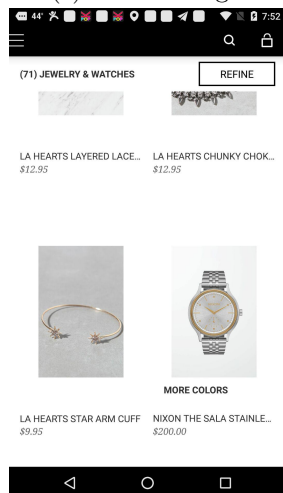 44° 7:52
(71) JEWELRY & WATCHES
REFINE
LA HEARTS LAYERED LACE... LA HEARTS CHUNKY CHOK...
$12.95 $12.95
MORE COLORS
LA HEARTS STAR ARM CUFF NIXON THE SALA STAINLE...
$9.95 $200.00